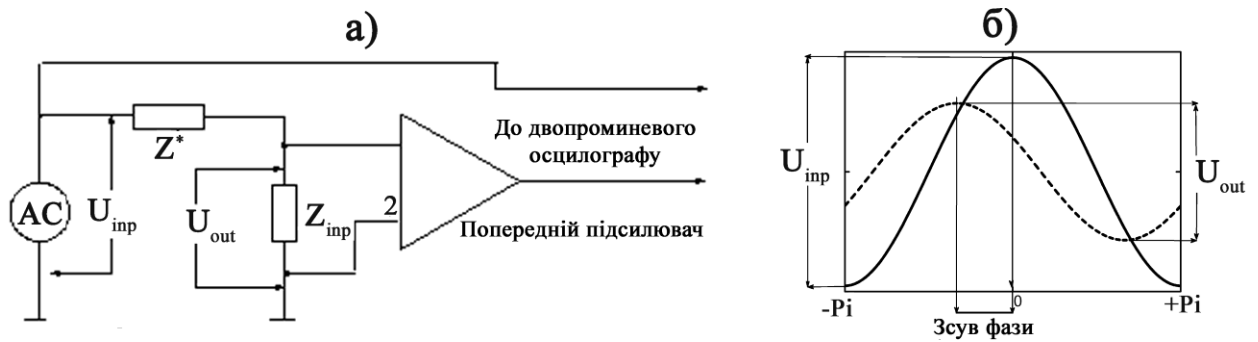 а)
AC
U inp
Z*
U out
Z inp
2
До двопроминевого
осцилографу
Попередній підсилювач
б)
U inp
U out
-Pi
0
+Pi
Зсув фази